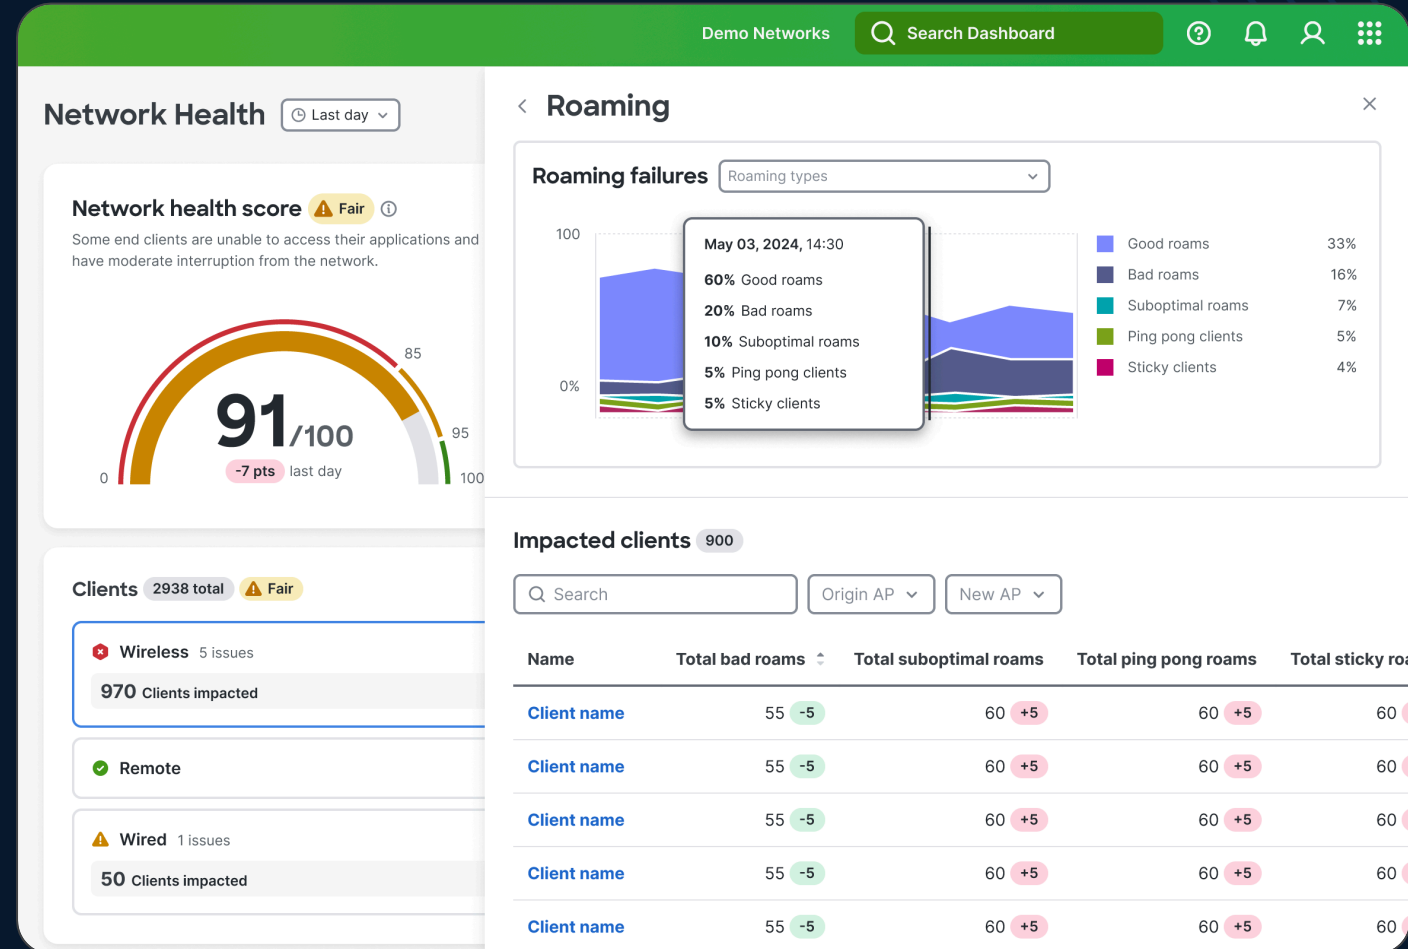 Demo Networks
Search Dashboard
Network Health
Last day
Network health score
Fair
Some end clients are unable to access their applications and
have moderate interruption from the network.
0
85
95
100
91/100
-7 pts last day
Clients 2938 total Fair
Wireless 5 issues
970 Clients impacted
Remote
Wired 1 issues
50 Clients impacted
Roaming
Roaming failures
Roaming types
100
0%
May 03, 2024, 14:30
60% Good roams
20% Bad roams
10% Suboptimal roams
5% Ping pong clients
5% Sticky clients
Good roams 33%
Bad roams 16%
Suboptimal roams 7%
Ping pong clients 5%
Sticky clients 4%
Impacted clients 900
Search
Origin AP
New AP
Name Total bad roams Total suboptimal roams Total ping pong roams Total sticky
Client name 55 -5 60 +5 60 +5 60
Client name 55 -5 60 +5 60 +5 60
Client name 55 -5 60 +5 60 +5 60
Client name 55 -5 60 +5 60 +5 60
Client name 55 -5 60 +5 60 +5 60